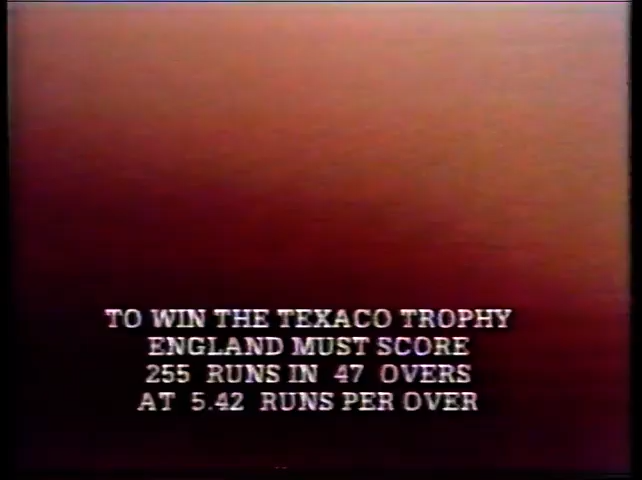 TO WIN THE TEXACO TROPHY
ENGLAND MUST SCORE
255 RUNS IN 47 OVERS
AT 5.42 RUNS PER OVER